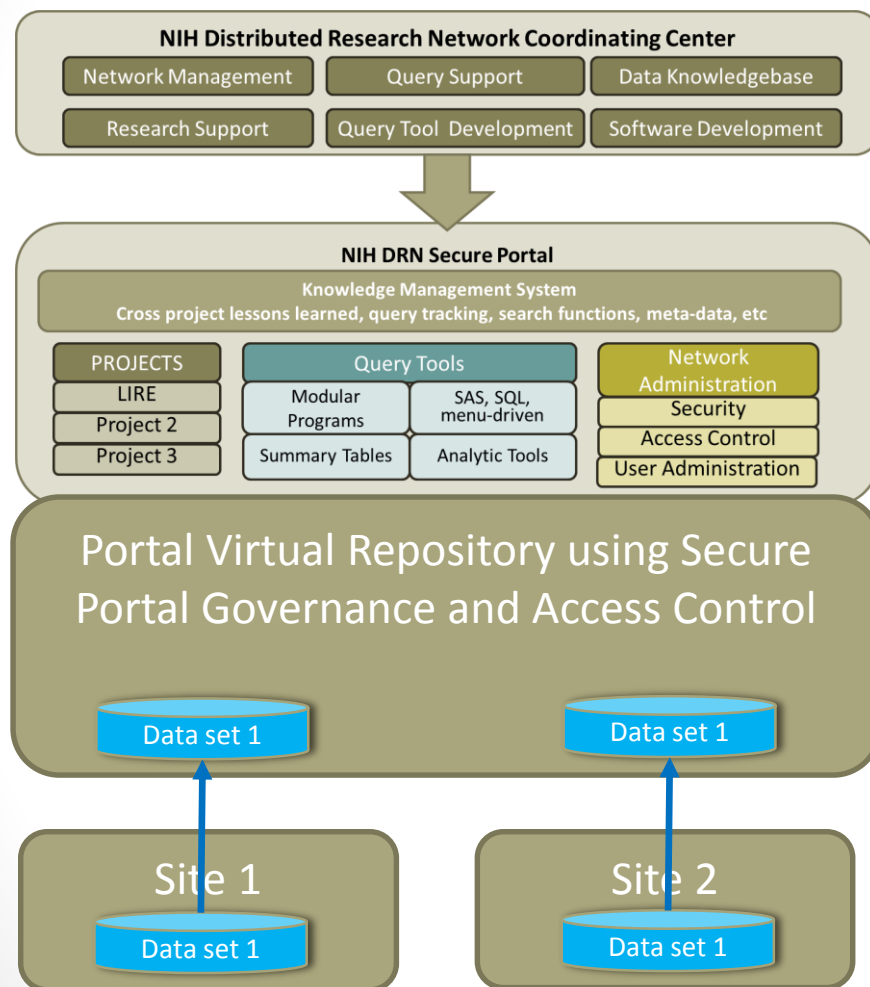 NIH Distributed Research Network Coordinating Center
Network Management
Query Support
Data Knowledgebase
Research Support
Query Tool Development
Software Development
NIH DRN Secure Portal
Knowledge Management System
Cross project lessons learned, query tracking, search functions, meta-data, etc
PROJECTS
LIRE
Project 2
Project 3
Query Tools
Modular
Programs
SAS, SQL,
menu-driven
Summary Tables
Analytic Tools
Network
Administration
Security
Access Control
User Administration
Portal Virtual Repository using Secure
Portal Governance and Access Control
Data set 1
Data set 1
Site 1
Data set 1
Site 2
Data set 1